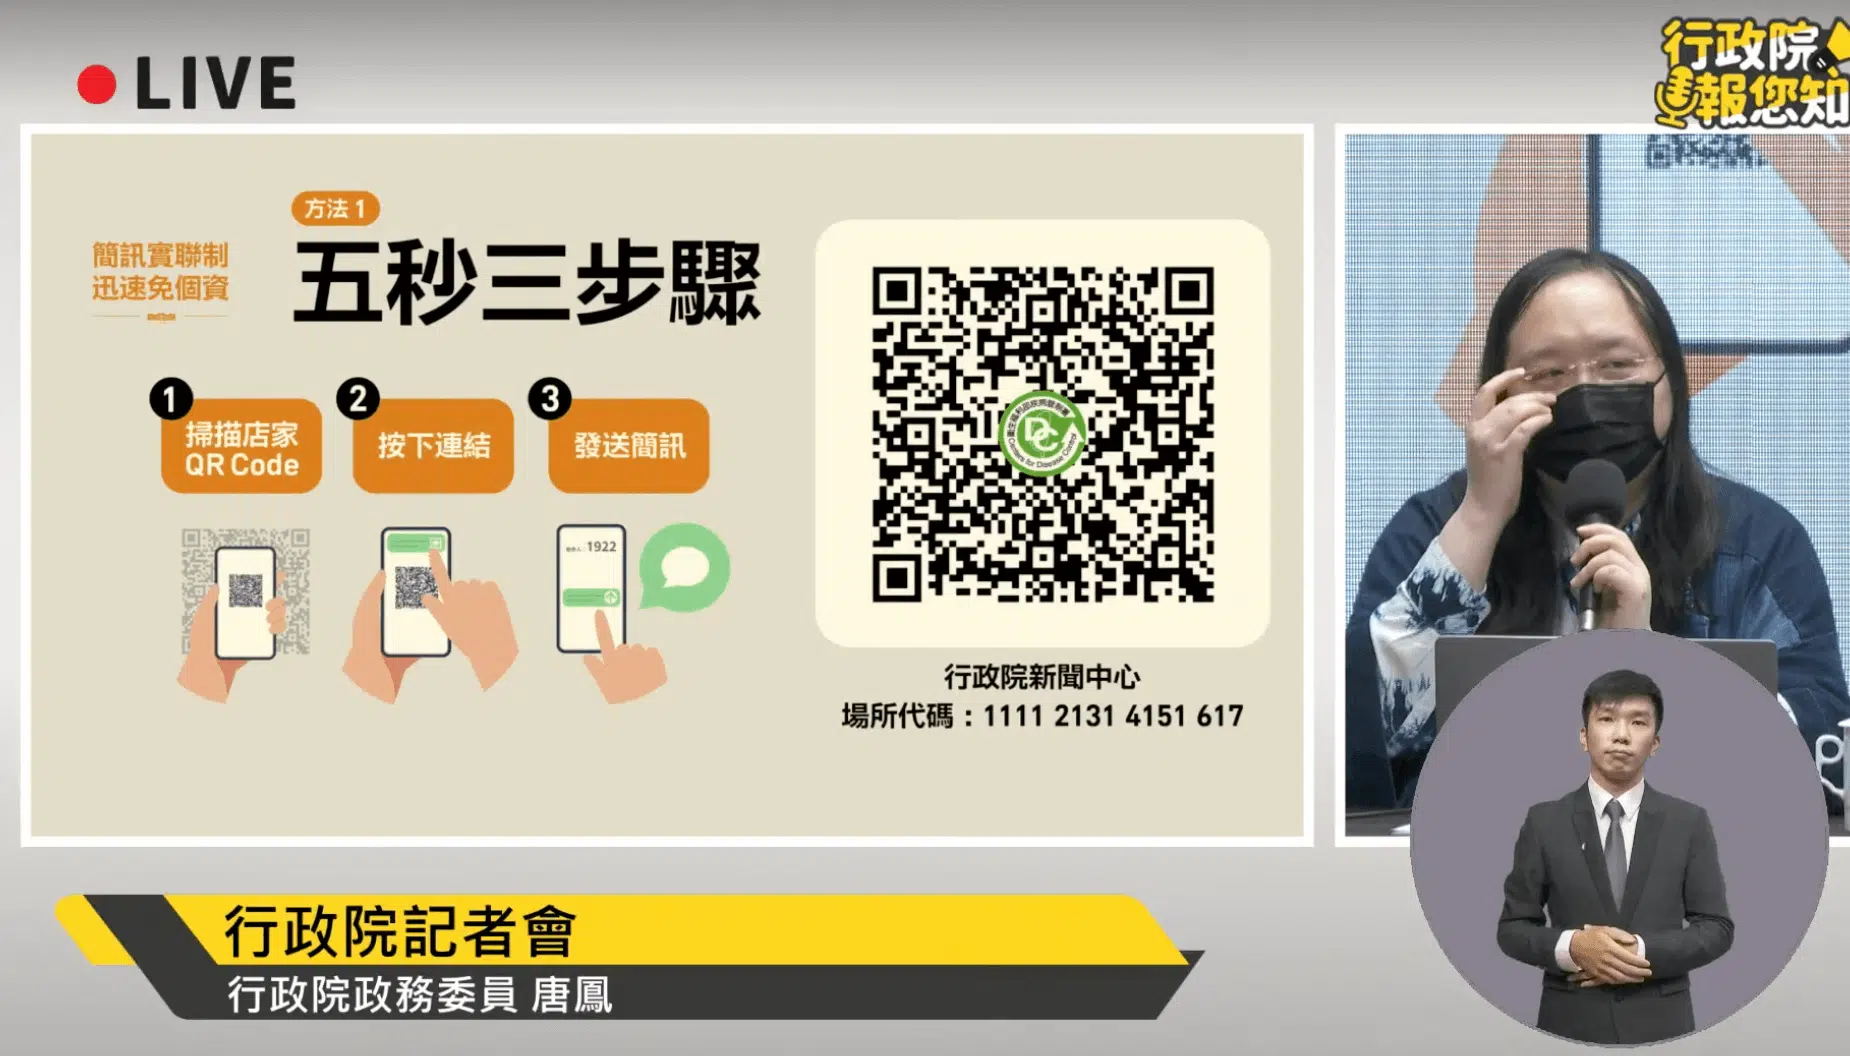 LIVE
行政院
報您知
方法 1
簡訊實聯制
迅速免個資
五秒三步驟
1
掃描店家
QR Code
2
按下連結
3
發送簡訊
1922
行政院新聞中心
場所代碼：1111 2131 4151 617
行政院記者會
行政院政務委員 唐鳳